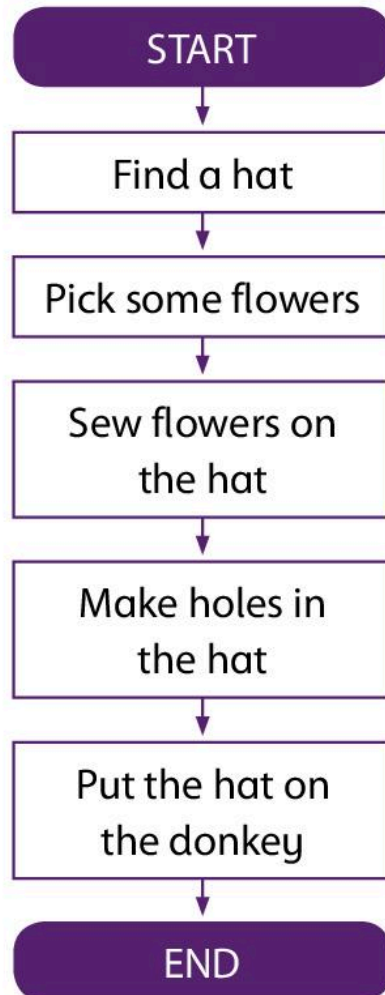 START
Find a hat
Pick some flowers
Sew flowers on
the hat
Make holes in
the hat
Put the hat on
the donkey
END